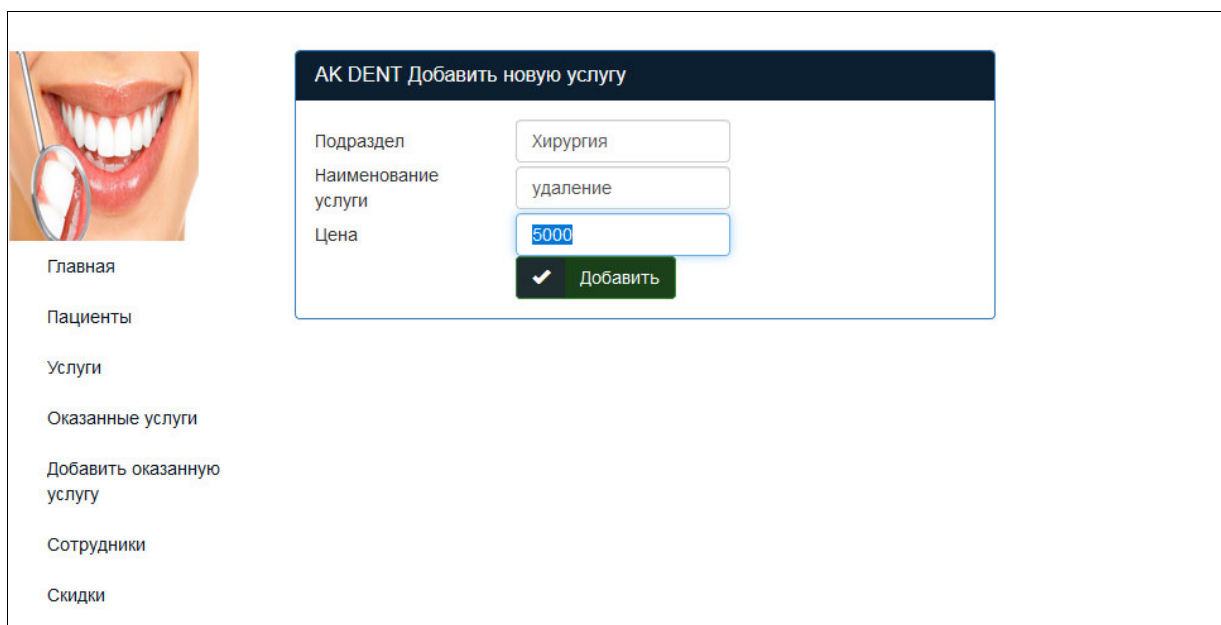 AK DENT Добавить новую услугу
Подраздел
Хирургия
Наименование
услуги
удаление
Цена
5000
Добавить
Главная
Пациенты
Услуги
Оказанные услуги
Добавить оказанную
услугу
Сотрудники
Скидки